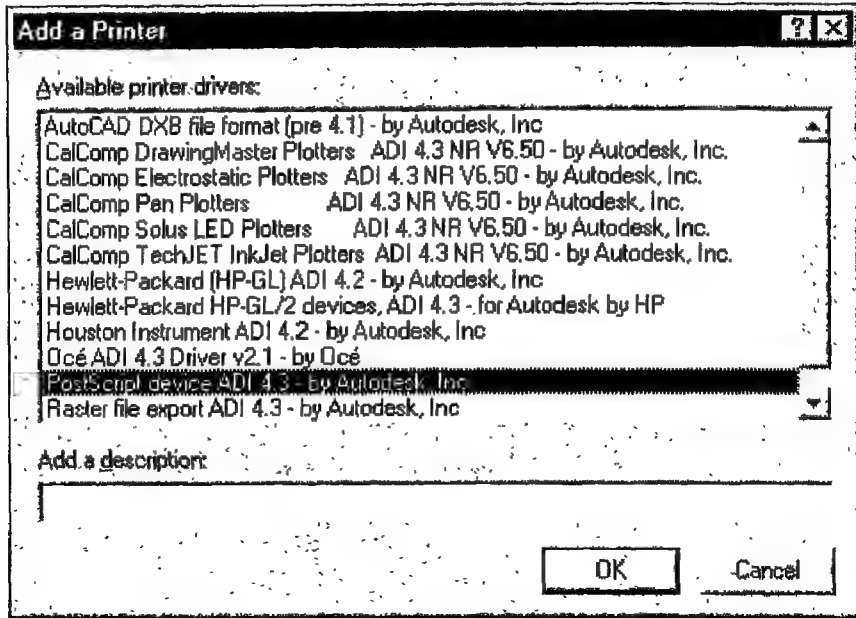 Add a Printer
Available printer drivers:
AutoCAD DXB file format (pre 4.1) - by Autodesk, Inc
CalComp DrawingMaster Plotters ADI 4.3 NR V6.50 - by Autodesk, Inc.
CalComp Electrostatic Plotters ADI 4.3 NR V6.50 - by Autodesk, Inc.
CalComp Pen Plotters ADI 4.3 NR V6.50 - by Autodesk, Inc.
CalComp Solus LED Plotters ADI 4.3 NR V6.50 - by Autodesk, Inc.
CalComp TechJET InkJet Plotters ADI 4.3 NR V6.50 - by Autodesk, Inc.
Hewlett-Packard (HP-GL) ADI 4.2 - by Autodesk, Inc
Hewlett-Packard HP-GL/2 devices, ADI 4.3 - for Autodesk by HP
Houston Instrument ADI 4.2 - by Autodesk, Inc
Océ ADI 4.3 Driver v2.1 - by Océ
PostScript device ADI 4.3 - by Autodesk, Inc
Raster file export ADI 4.3 - by Autodesk, Inc
Add a description:
OK Cancel